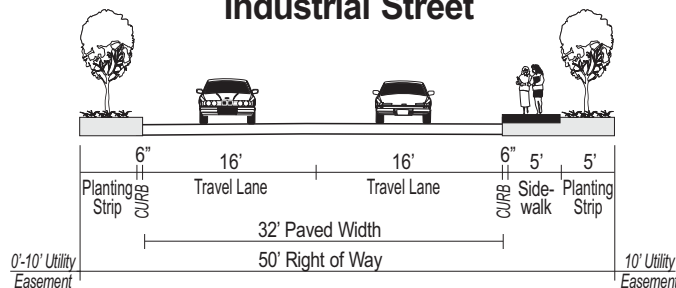 Industrial Street
6” 16’ 16’ 6” 5’ 5’
Planting Strip CURB Travel Lane Travel Lane CURB Side-walk Planting Strip
32’ Paved Width
0’-10’ Utility Easement 50’ Right of Way 10’ Utility Easement